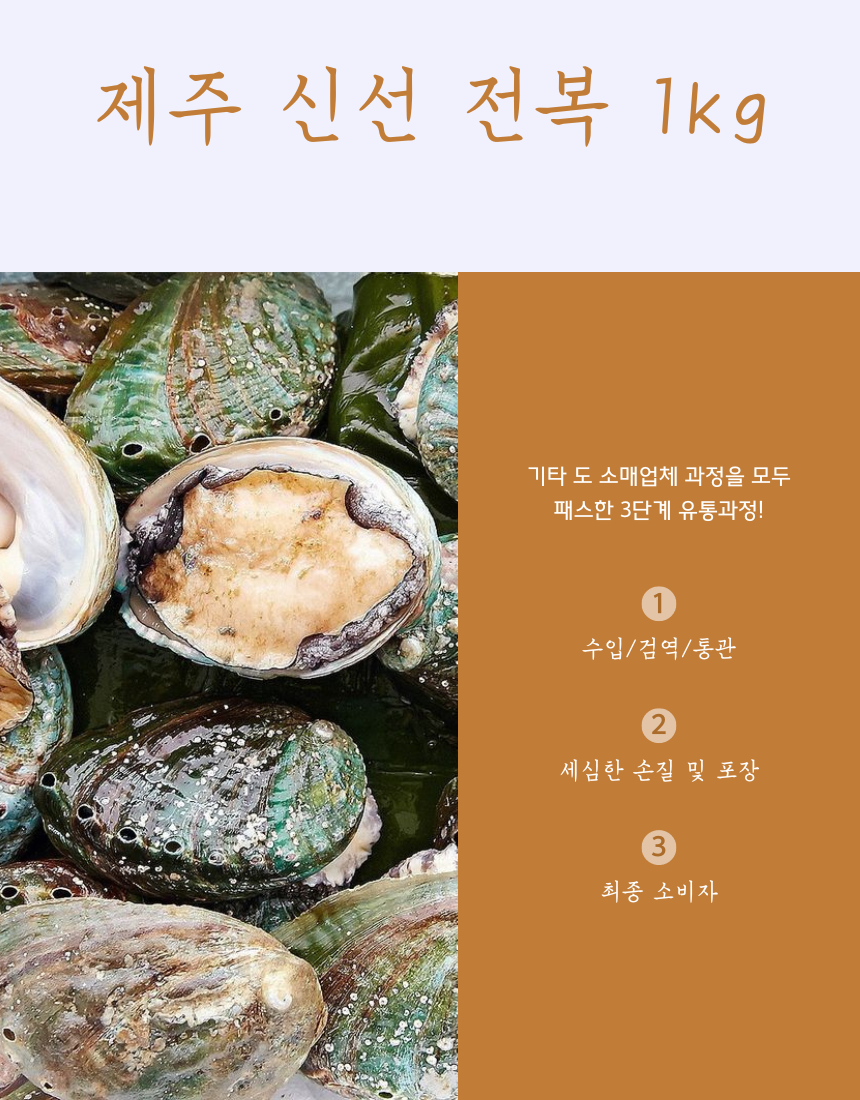 제주 신선 전복 1kg
기타 도 소매업체 과정을 모두
패스한 3단계 유통과정!
1
수입/검역/통관
2
세심한 손질 및 포장
3
최종 소비자